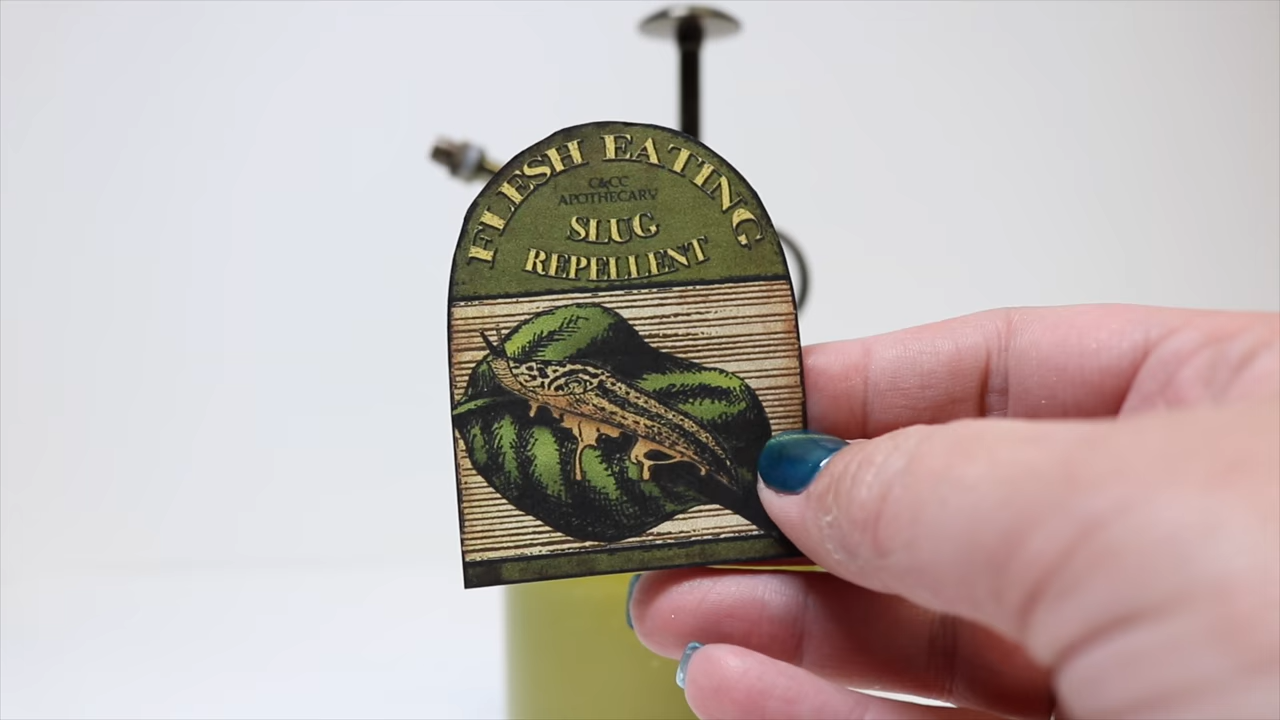 FLESH EATING
C&CC
APOTHECARY
SLUG
REPELLENT